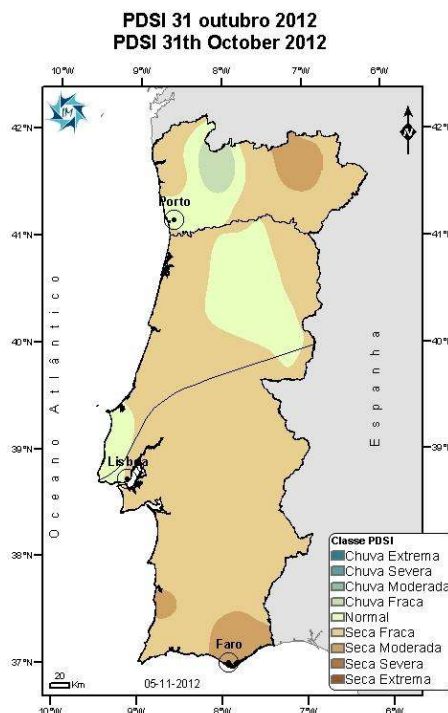 PDSI 31 outubro 2012
PDSI 31th October 2012
10°W 9°W 8°W 7°W 6°W
IM
N
42°N 42°N
Porto
41°N 41°N
Oceano Atlântico
40°N 40°N
Espanha
39°N 39°N
Lisboa
38°N 38°N
Classe PDSI
Chuva Extrema
Chuva Severa
Chuva Moderada
Chuva Fraca
Normal
Seca Fraca
Seca Moderada
Seca Severa
Seca Extrema
Faro
37°N 37°N
20
Km
05-11-2012
10°W 9°W 8°W 7°W 6°W